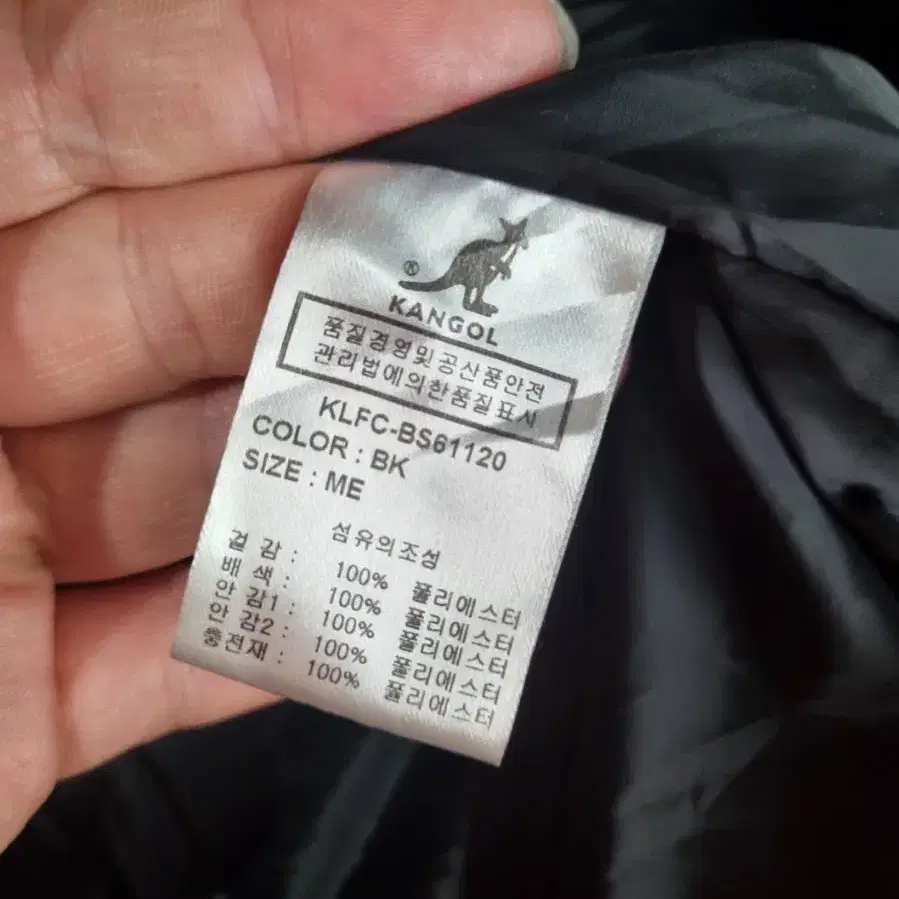 ®
KANGOL
품질경영및공산품안전
관리법에의한품질표시
KLFC-BS61120
COLOR : BK
SIZE : ME
섬유의조성
겉 감 : 100% 폴리에스터
배 색 : 100% 폴리에스터
안 감1 : 100% 폴리에스터
안 감2 : 100% 폴리에스터
충전재 : 100% 폴리에스터